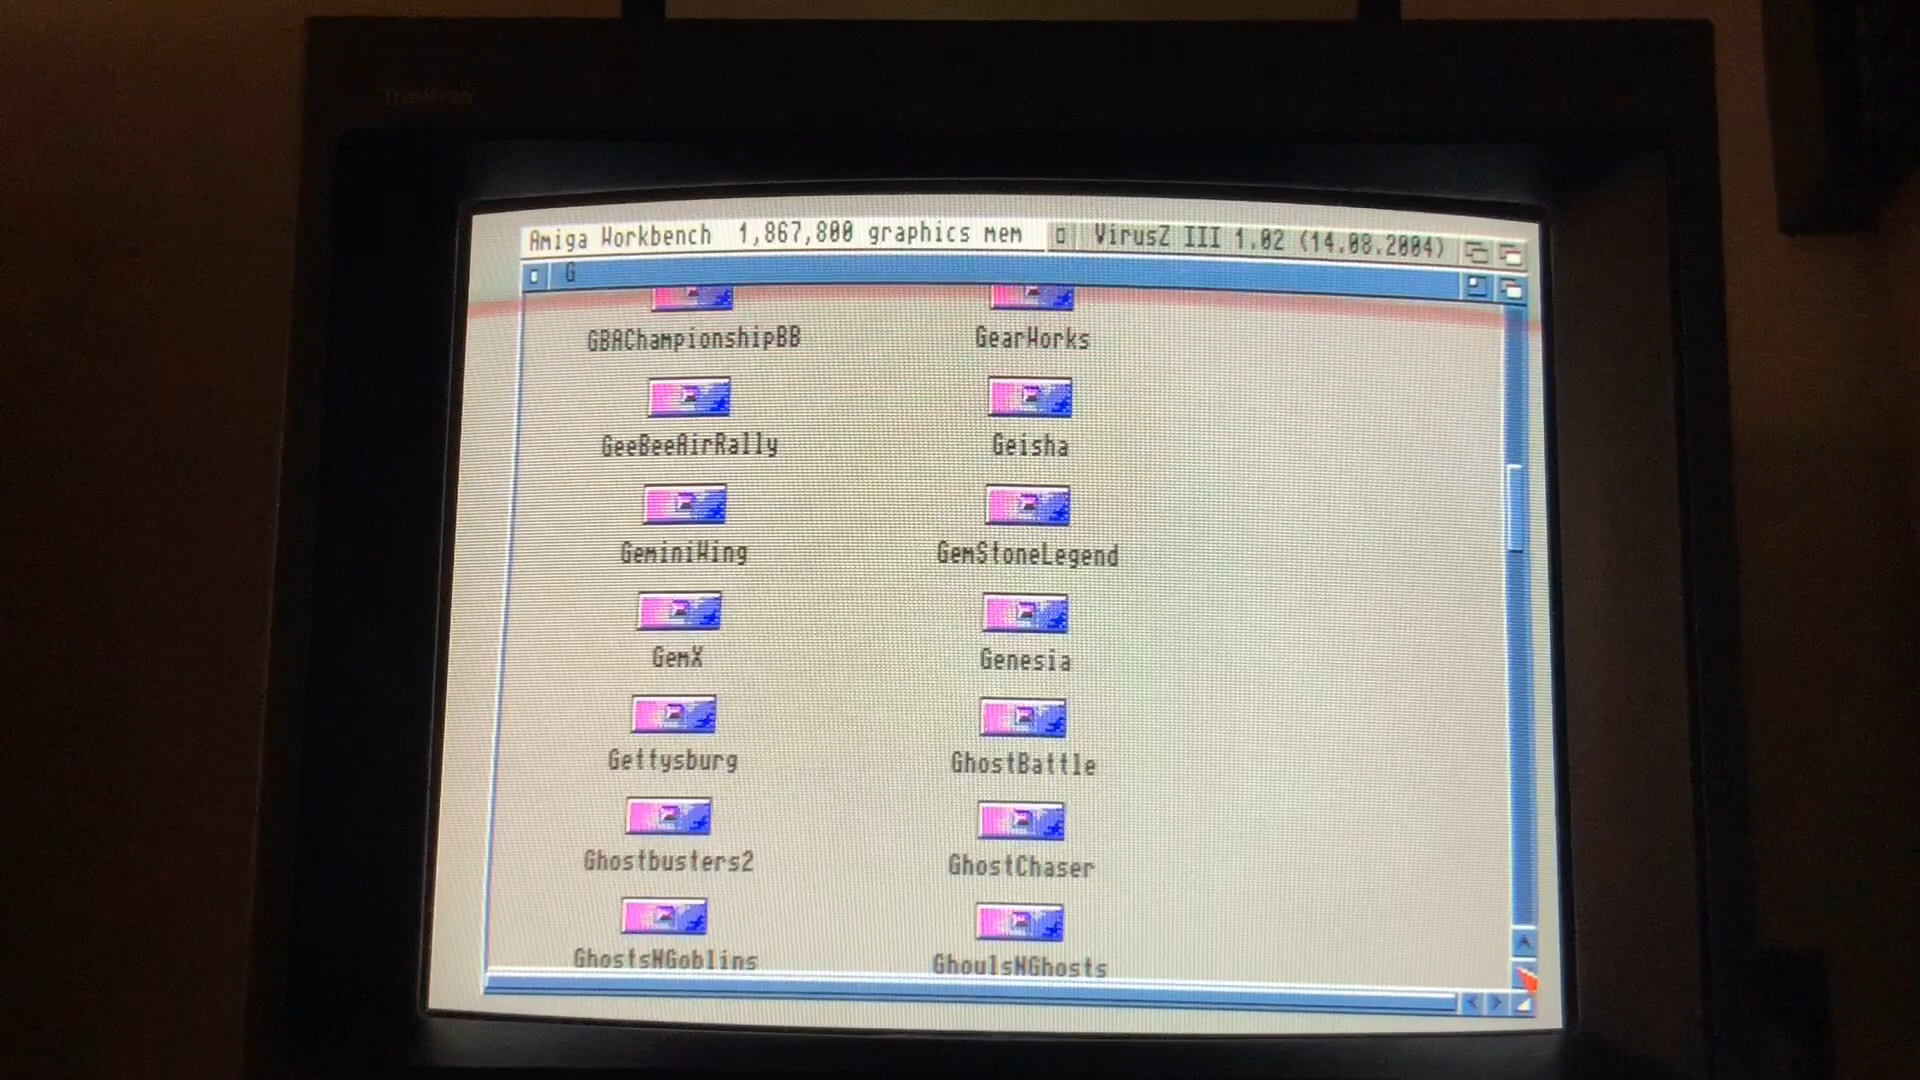 Trinitron
Amiga Workbench 1,867,800 graphics mem
VirusZ III 1.02 (14.08.2004)
G
GBAChampionshipBB GearWorks
GeeBeeAirRally Geisha
GeminiWing GemStoneLegend
GemX Genesia
Gettysburg GhostBattle
Ghostbusters2 GhostChaser
GhostsNGoblins GhoulsNGhosts